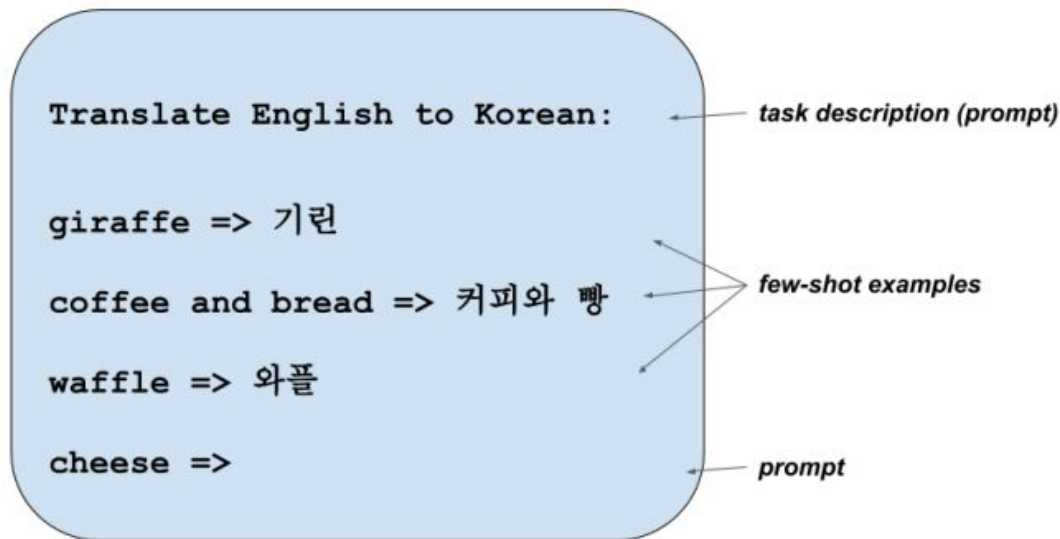 Translate English to Korean:
task description (prompt)
giraffe => 기린
coffee and bread => 커피와 빵
few-shot examples
waffle => 와플
cheese =>
prompt